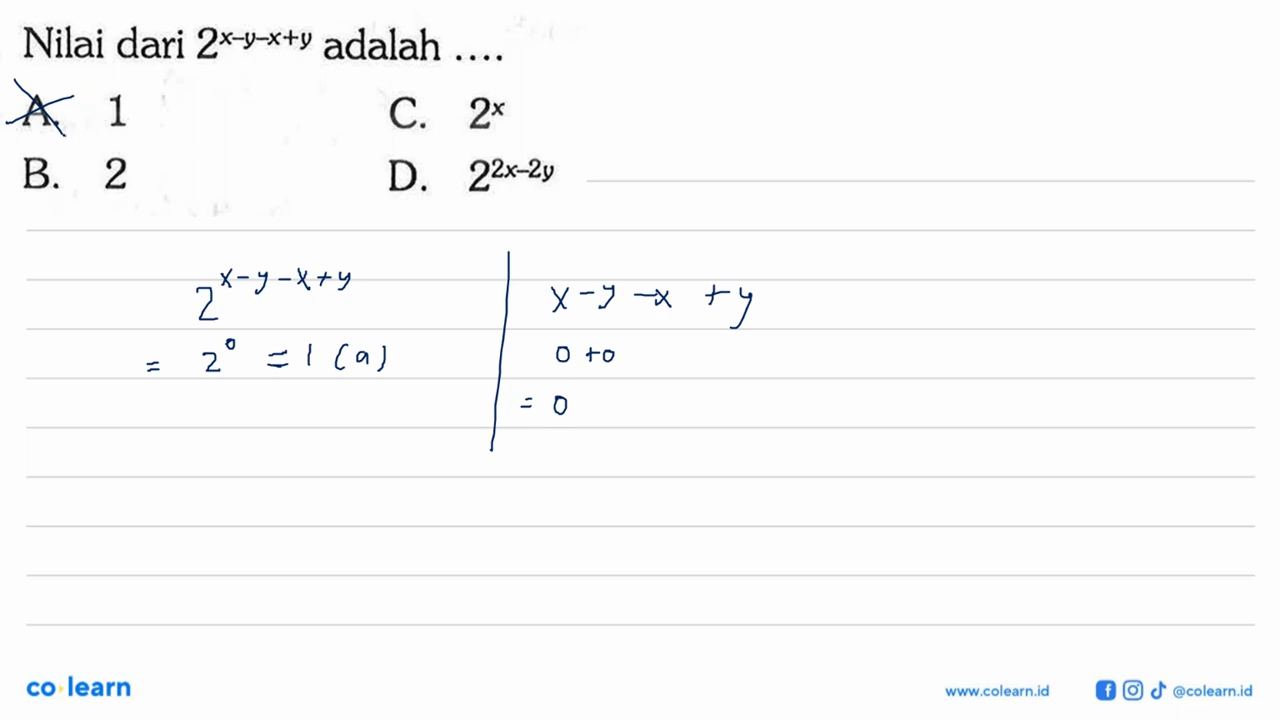 Nilai dari 2^{x–y–x+y} adalah ....
A. 1
B. 2
C. 2^x
D. 2^{2x–2y}
2^{x-y-x+y}
= 2^0 = 1 (a)
x-y-x +y
0 +0
= 0
co learn
www.colearn.id
@colearn.id